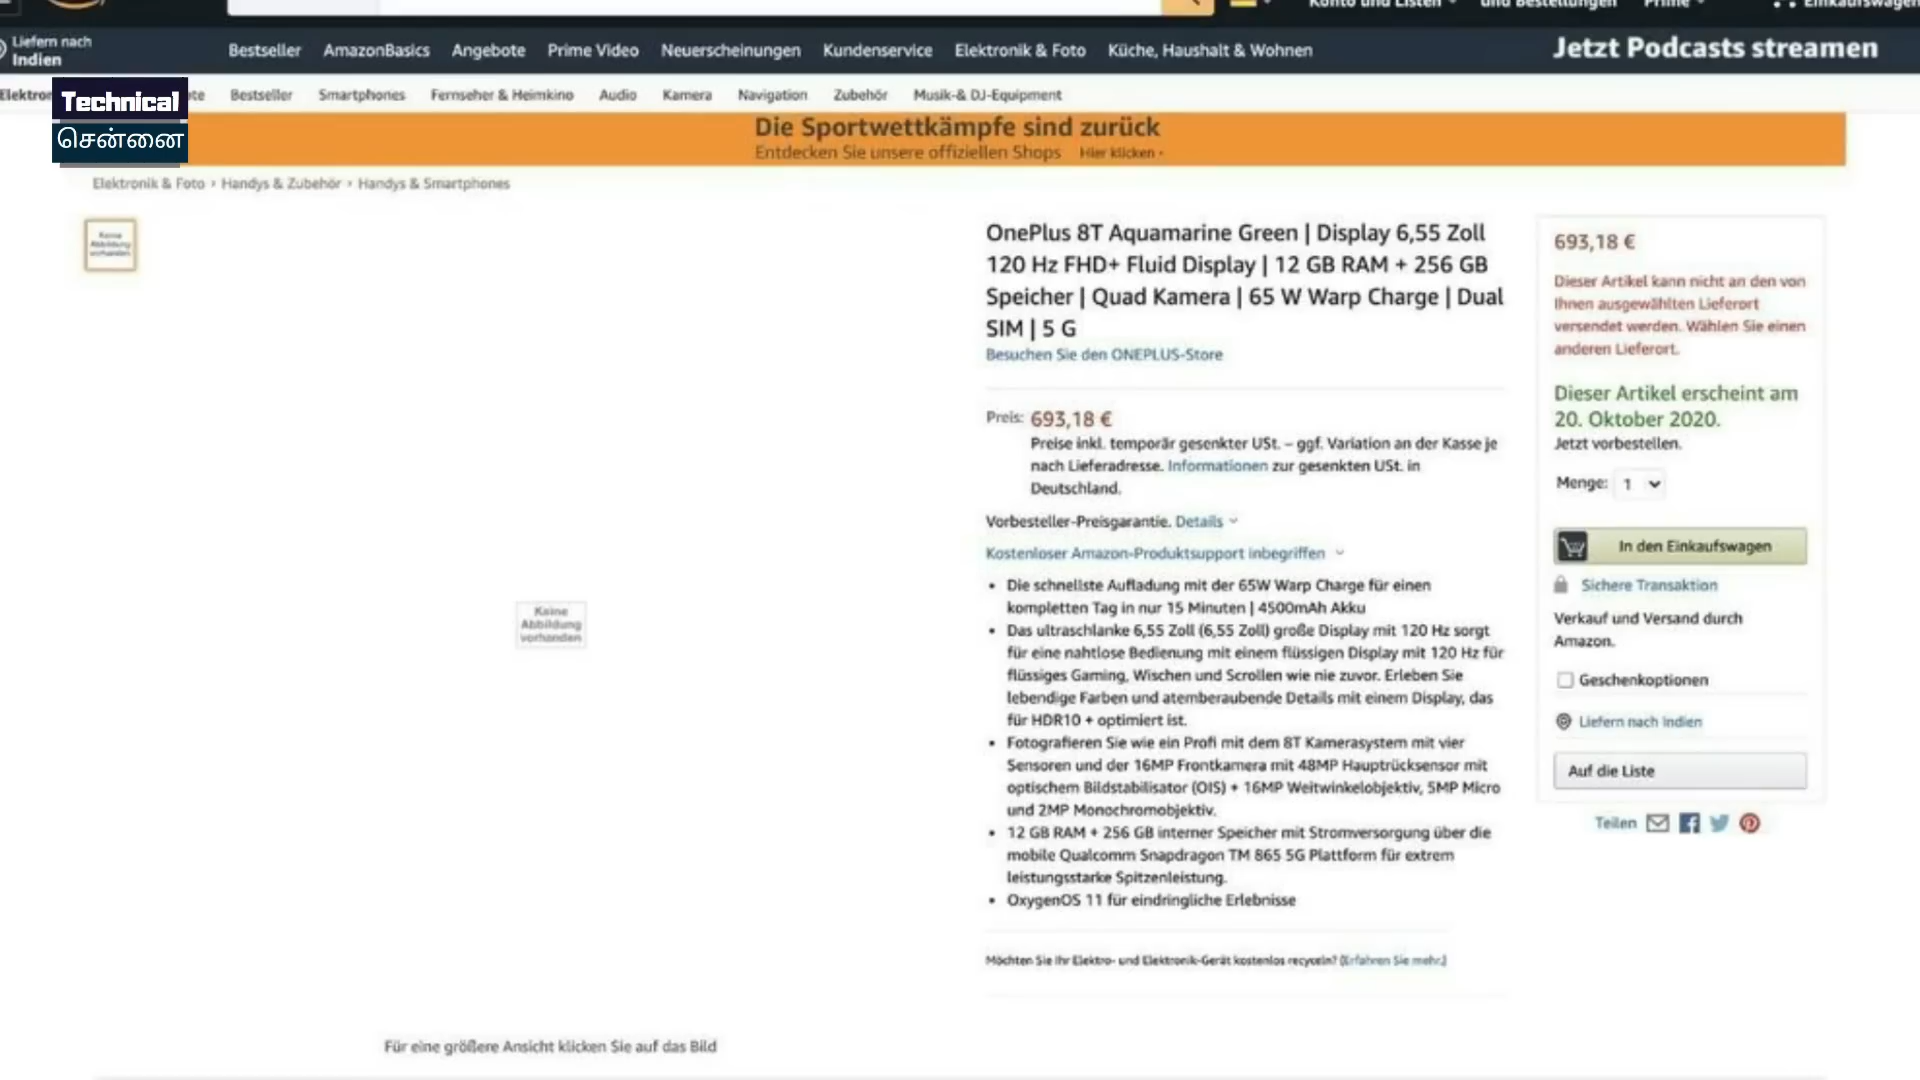 Konto und Listen
und Bestellungen
Prime
Einkaufswagen
Liefern nach
Indien
Bestseller AmazonBasics Angebote Prime Video Neuerscheinungen Kundenservice Elektronik & Foto Küche, Haushalt & Wohnen
Jetzt Podcasts streamen
Technical
சென்னை
Bestseller Smartphones Fernseher & Heimkino Audio Kamera Navigation Zubehör Musik-& DJ-Equipment
Die Sportwettkämpfe sind zurück
Entdecken Sie unsere offiziellen Shops Hier klicken ›
Elektronik & Foto › Handys & Zubehör › Handys & Smartphones
Keine
Abbildung
vorhanden
Keine
Abbildung
vorhanden
Für eine größere Ansicht klicken Sie auf das Bild
OnePlus 8T Aquamarine Green | Display 6,55 Zoll
120 Hz FHD+ Fluid Display | 12 GB RAM + 256 GB
Speicher | Quad Kamera | 65 W Warp Charge | Dual
SIM | 5 G
Besuchen Sie den ONEPLUS-Store
Preis: 693,18 €
Preise inkl. temporär gesenkter USt. – ggf. Variation an der Kasse je
nach Lieferadresse. Informationen zur gesenkten USt. in
Deutschland.
Vorbesteller-Preisgarantie. Details
Kostenloser Amazon-Produktsupport inbegriffen
• Die schnellste Aufladung mit der 65W Warp Charge für einen
kompletten Tag in nur 15 Minuten | 4500mAh Akku
• Das ultraschlanke 6,55 Zoll (6,55 Zoll) große Display mit 120 Hz sorgt
für eine nahtlose Bedienung mit einem flüssigen Display mit 120 Hz für
flüssiges Gaming, Wischen und Scrollen wie nie zuvor. Erleben Sie
lebendige Farben und atemberaubende Details mit einem Display, das
für HDR10 + optimiert ist.
• Fotografieren Sie wie ein Profi mit dem 8T Kamerasystem mit vier
Sensoren und der 16MP Frontkamera mit 48MP Hauptrücksensor mit
optischem Bildstabilisator (OIS) + 16MP Weitwinkelobjektiv, 5MP Micro
und 2MP Monochromobjektiv.
• 12 GB RAM + 256 GB interner Speicher mit Stromversorgung über die
mobile Qualcomm Snapdragon TM 865 5G Plattform für extrem
leistungsstarke Spitzenleistung.
• OxygenOS 11 für eindringliche Erlebnisse
Möchten Sie Ihr Elektro- und Elektronik-Gerät kostenlos recyceln? (Erfahren Sie mehr.)
693,18 €
Dieser Artikel kann nicht an den von
Ihnen ausgewählten Lieferort
versendet werden. Wählen Sie einen
anderen Lieferort.
Dieser Artikel erscheint am
20. Oktober 2020.
Jetzt vorbestellen.
Menge: 1
In den Einkaufswagen
Sichere Transaktion
Verkauf und Versand durch
Amazon.
Geschenkoptionen
Liefern nach Indien
Auf die Liste
Teilen